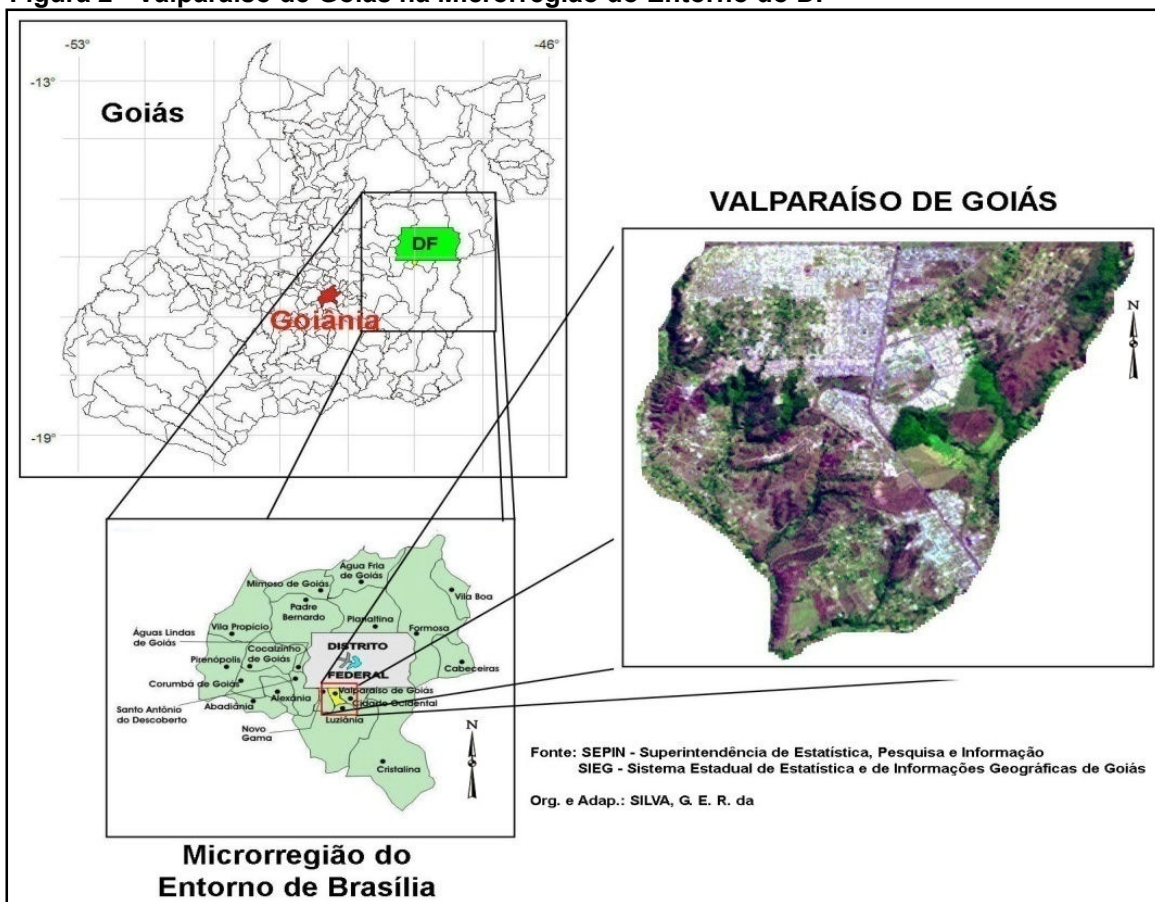 Figura 2 - Valparaíso de Goiás na Microrregião do Entorno do DF
-53°
-46°
-13°
Goiás
DF
Goiânia
-19°
VALPARAÍSO DE GOIÁS
N
Água Fria
de Goiás
Mimoso de Goiás
Vila Boa
Padre
Bernardo
Planaltina
Vila Propício
Formosa
Águas Lindas
de Goiás
DISTRITO
FEDERAL
Cocalzinho
de Goiás
Pirenópolis
Cabeceiras
Corumbá de Goiás
Alexânia
Valparaíso de Goiás
Cidade Ocidental
Santo Antônio
do Descoberto
Abadiânia
Luziânia
Novo
Gama
N
Cristalina
Fonte: SEPIN - Superintendência de Estatística, Pesquisa e Informação
SIEG - Sistema Estadual de Estatística e de Informações Geográficas de Goiás
Org. e Adap.: SILVA, G. E. R. da
Microrregião do
Entorno de Brasília